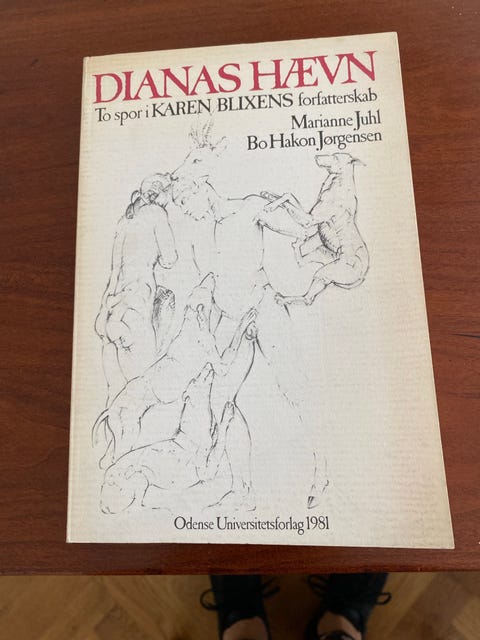 DIANAS HÆVN
To spor i KAREN BLIXENS forfatterskab
Marianne Juhl
Bo Hakon Jørgensen
Odense Universitetsforlag 1981